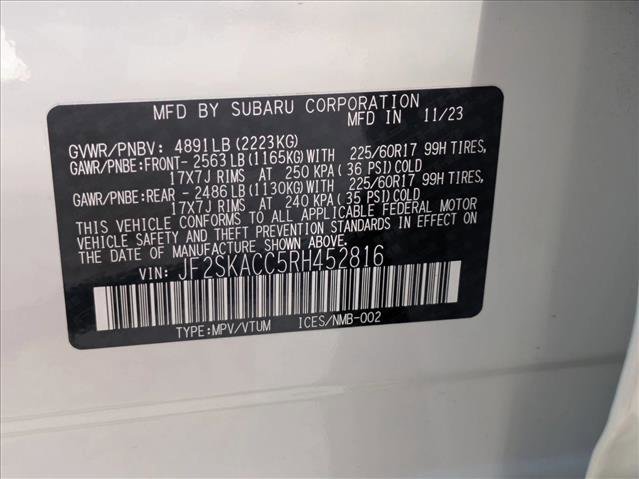 MFD BY SUBARU CORPORATION
MFD IN 11/23
GVWR/PNBV: 4891LB(2223KG)
GAWR/PNBE:FRONT- 2563LB(1165KG)WITH 225/60R17 99H TIRES,
17X7J RIMS AT 250 KPA(36 PSI)COLD
GAWR/PNBE:REAR - 2486LB(1130KG)WITH 225/60R17 99H TIRES,
17X7J RIMS AT 240 KPA(35 PSI)COLD
THIS VEHICLE CONFORMS TO ALL APPLICABLE FEDERAL MOTOR
VEHICLE SAFETY AND THEFT PREVENTION STANDARDS IN EFFECT ON
THE DATE OF MANUFACTURE SHOWN ABOVE.
VIN: JF2SKACC5RH452816
TYPE:MPV/VTUM ICES/NMB-002